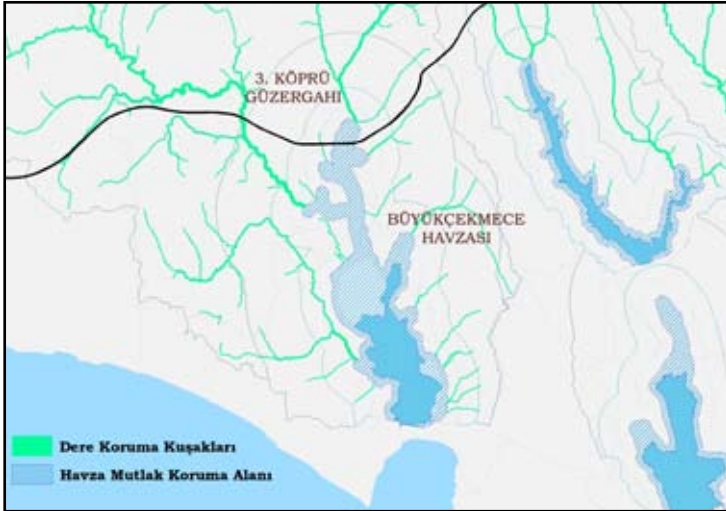 3. KÖPRÜ
GÜZERGAHI
BÜYÜKÇEKMECE
HAVZASI
Dere Koruma Kuşakları
Havza Mutlak Koruma Alanı